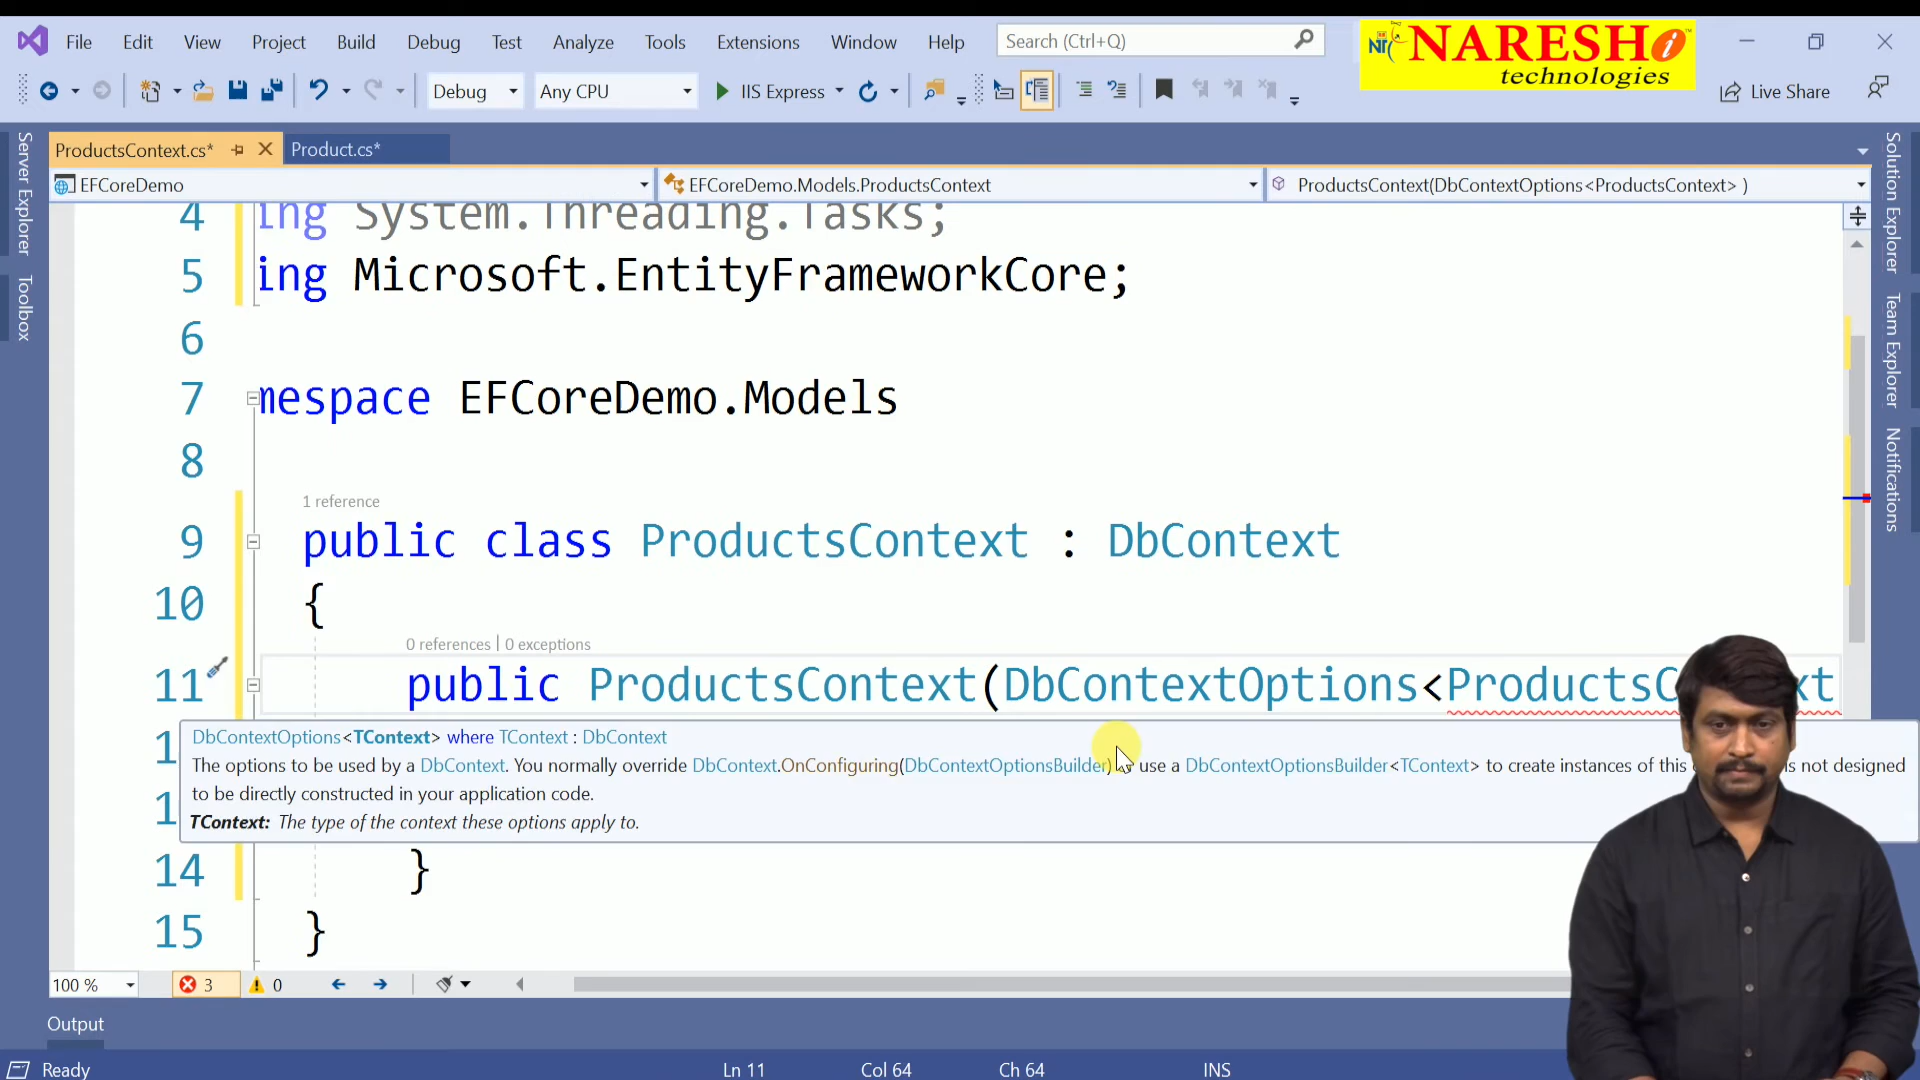 File Edit View Project Build Debug Test Analyze Tools Extensions Window Help Search (Ctrl+Q)
NARESH i
technologies
Debug Any CPU IIS Express Live Share
ProductsContext.cs* Product.cs*
EFCoreDemo EFCoreDemo.Models.ProductsContext ProductsContext(DbContextOptions<ProductsContext> )
Server Explorer
Toolbox
Solution Explorer
Team Explorer
Notifications
4 ing System.Threading.Tasks;
5 ing Microsoft.EntityFrameworkCore;
6
7 mespace EFCoreDemo.Models
8
1 reference
9 public class ProductsContext : DbContext
10 {
0 references | 0 exceptions
11 public ProductsContext(DbContextOptions<ProductsC xt
DbContextOptions<TContext> where TContext : DbContext
The options to be used by a DbContext. You normally override DbContext.OnConfiguring(DbContextOptionsBuilder) use a DbContextOptionsBuilder<TContext> to create instances of this is not designed
to be directly constructed in your application code.
TContext: The type of the context these options apply to.
14 }
15 }
100 % 3 0
Output
Ready Ln 11 Col 64 Ch 64 INS